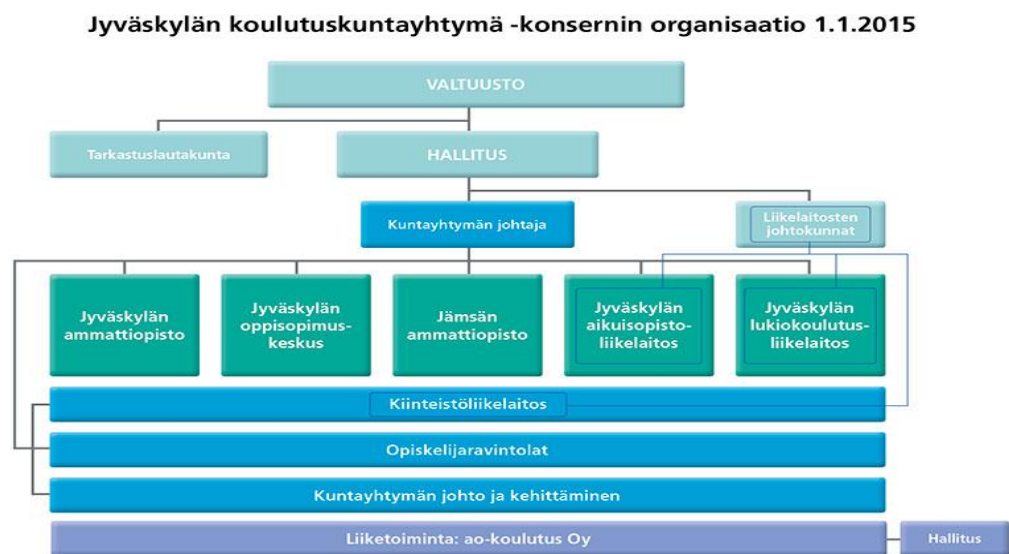 Jyväskylän koulutuskuntayhtymä -konsernin organisaatio 1.1.2015
VALTUUSTO
Tarkastuslautakunta
HALLITUS
Kuntayhtymän johtaja
Liikelaitosten
johtokunnat
Jyväskylän
ammattiopisto
Jyväskylän
oppisopimus-
keskus
Jämsän
ammattiopisto
Jyväskylän
aikuisopisto-
liikelaitos
Jyväskylän
lukiokoulutus-
liikelaitos
Kiinteistöliikelaitos
Opiskelijaravintolat
Kuntayhtymän johto ja kehittäminen
Liiketoiminta: ao-koulutus Oy
Hallitus